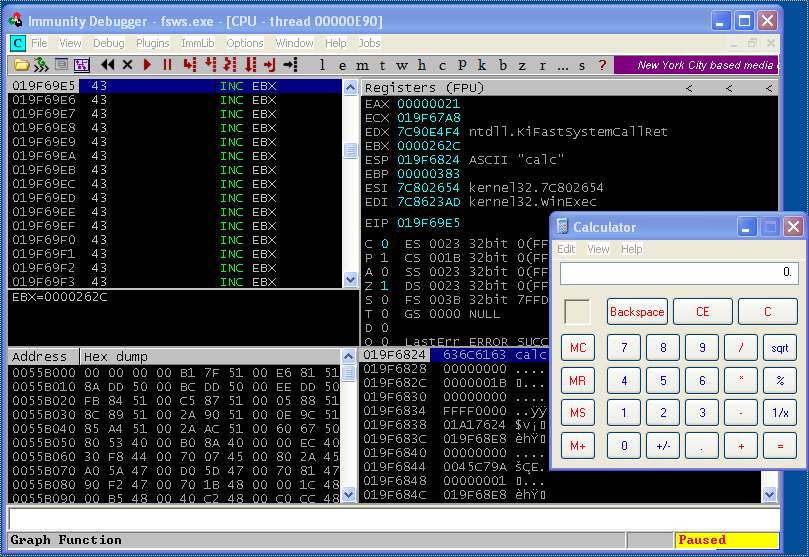 Immunity Debugger - fsws.exe - [CPU - thread 00000E90]
C File View Debug Plugins ImmLib Options Window Help Jobs
l e m t w h c p k b z r ... s ? New York City based media
019F69E5 43 INC EBX
019F69E6 43 INC EBX
019F69E7 43 INC EBX
019F69E8 43 INC EBX
019F69E9 43 INC EBX
019F69EA 43 INC EBX
019F69EB 43 INC EBX
019F69EC 43 INC EBX
019F69ED 43 INC EBX
019F69EE 43 INC EBX
019F69EF 43 INC EBX
019F69F0 43 INC EBX
019F69F1 43 INC EBX
019F69F2 43 INC EBX
019F69F3 43 INC EBX
EBX=0000262C
Registers (FPU) < < <
EAX 00000021
ECX 019F67A8
EDX 7C90E4F4 ntdll.KiFastSystemCallRet
EBX 0000262C
ESP 019F6824 ASCII "calc"
EBP 00000383
ESI 7C802654 kernel32.7C802654
EDI 7C8623AD kernel32.WinExec
EIP 019F69E5
C 0 ES 0023 32bit 0(FF
P 1 CS 001B 32bit 0(FF
A 0 SS 0023 32bit 0(FF
Z 1 DS 0023 32bit 0(FF
S 0 FS 003B 32bit 7FFD
T 0 GS 0000 NULL
D 0
O 0 LastErr ERROR_SUCC
Address Hex dump
0055B000 00 00 00 00 B1 7F 51 00 E6 81 51
0055B010 8A DD 50 00 BC DD 50 00 EE DD 50
0055B020 FB 84 51 00 C5 87 51 00 05 88 51
0055B030 8C 89 51 00 2A 90 51 00 0E 9C 51
0055B040 85 A4 51 00 2A AC 51 00 60 67 50
0055B050 80 53 40 00 B0 8A 40 00 00 EC 40
0055B060 30 F8 44 00 70 07 45 00 80 2A 45
0055B070 A0 5A 47 00 D0 5D 47 00 70 81 47
0055B080 90 F2 47 00 70 1B 48 00 00 1C 48
0055B090 00 B5 48 00 40 C2 48 00 C0 CC 48
019F6824 636C6163 calc
019F6828 00000000 ....
019F682C 0000001B
019F6830 00000000 ....
019F6834 FFFF0000 ..ÿÿ
019F6838 01A17624
019F683C 019F68E8
019F6840 00000000 ....
019F6844 0045C79A
019F6848 00000001
019F684C 019F68E8
Calculator
Edit View Help
0.
Backspace CE C
MC 7 8 9 / sqrt
MR 4 5 6 * %
MS 1 2 3 - 1/x
M+ 0 +/- . + =
Graph Function
Paused